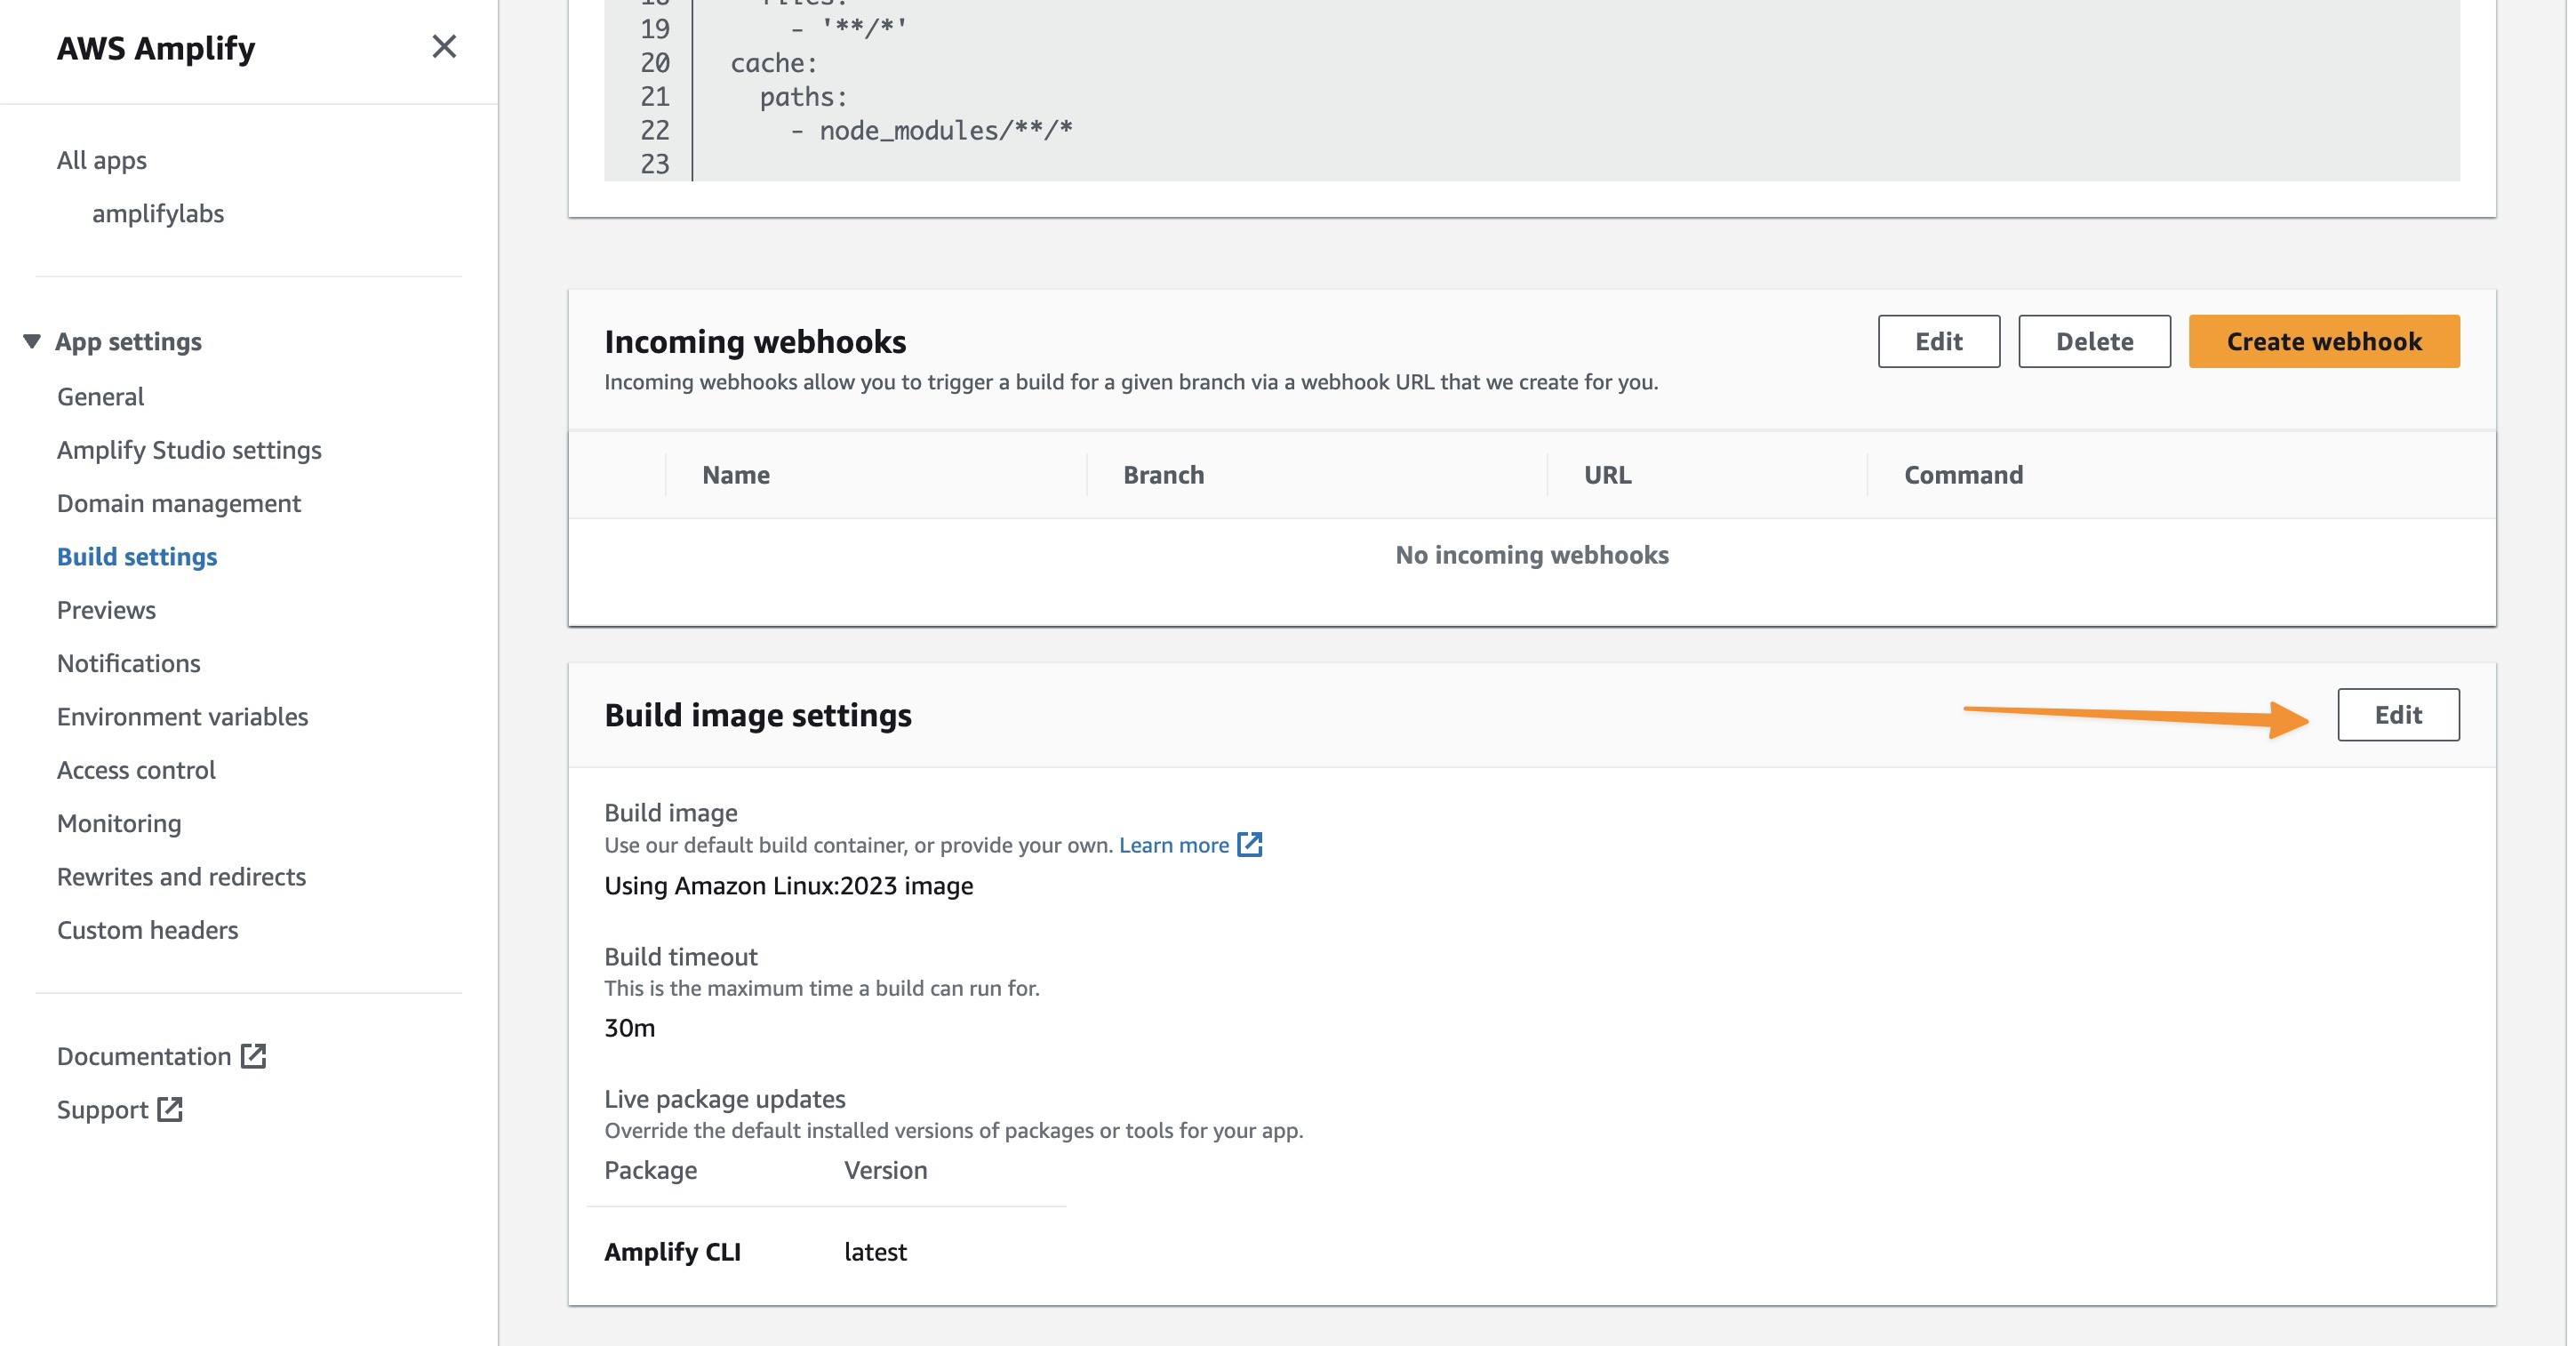 AWS Amplify
All apps
amplifylabs
App settings
General
Amplify Studio settings
Domain management
Build settings
Previews
Notifications
Environment variables
Access control
Monitoring
Rewrites and redirects
Custom headers
Documentation
Support
19 - '**/*'
20 cache:
21 paths:
22 - node_modules/**/*
23
Incoming webhooks
Edit
Delete
Create webhook
Incoming webhooks allow you to trigger a build for a given branch via a webhook URL that we create for you.
Name Branch URL Command
No incoming webhooks
Build image settings
Edit
Build image
Use our default build container, or provide your own. Learn more
Using Amazon Linux:2023 image
Build timeout
This is the maximum time a build can run for.
30m
Live package updates
Override the default installed versions of packages or tools for your app.
Package Version
Amplify CLI latest